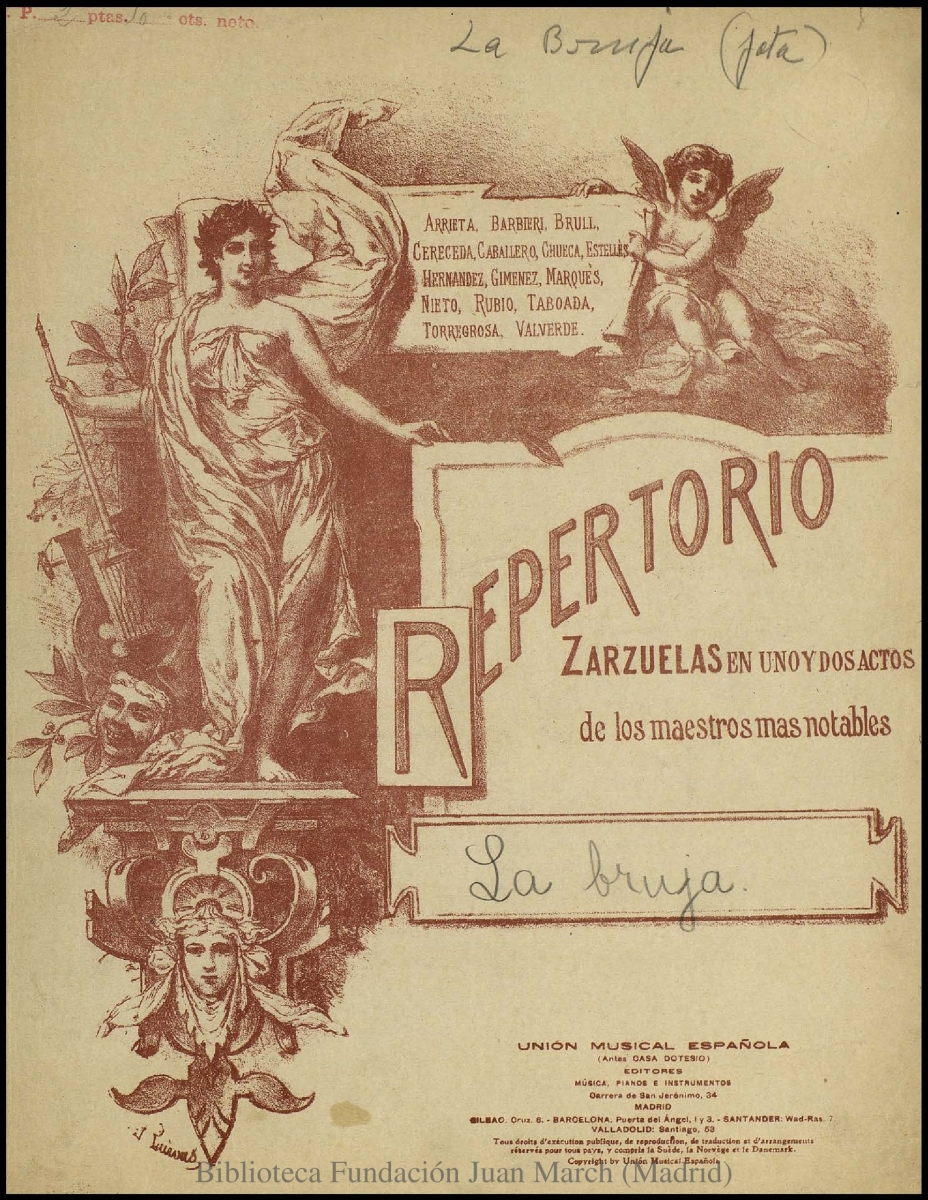 P. 2 ptas. cts. neto.
La Bruja (jota)
ARRIETA, BARBIERI, BRULL,
CERECEDA, CABALLERO, CHUECA, ESTELLÈS
HERNANDEZ, GIMENEZ, MARQUÈS,
NIETO, RUBIO, TABOADA,
TORREGROSA, VALVERDE.
REPERTORIO
ZARZUELAS EN UNO Y DOS ACTOS
de los maestros mas notables
La bruja.
UNIÓN MUSICAL ESPAÑOLA
(Antes CASA DOTESIO)
EDITORES
MÚSICA, PIANOS E INSTRUMENTOS
Carrera de San Jerónimo, 34
MADRID
BILBAO. Cruz, 6. - BARCELONA, Puerta del Ángel, 1 y 3. - SANTANDER: Wad-Ras, 7
VALLADOLID: Santiago, 53
Tous droits d'exécution publique, de reproduction, de traduction et d'arrangements
réservés pour tous pays, y compris la Suède, la Norvège et le Danemark.
Copyright by Unión Musical Española
Biblioteca Fundación Juan March (Madrid)